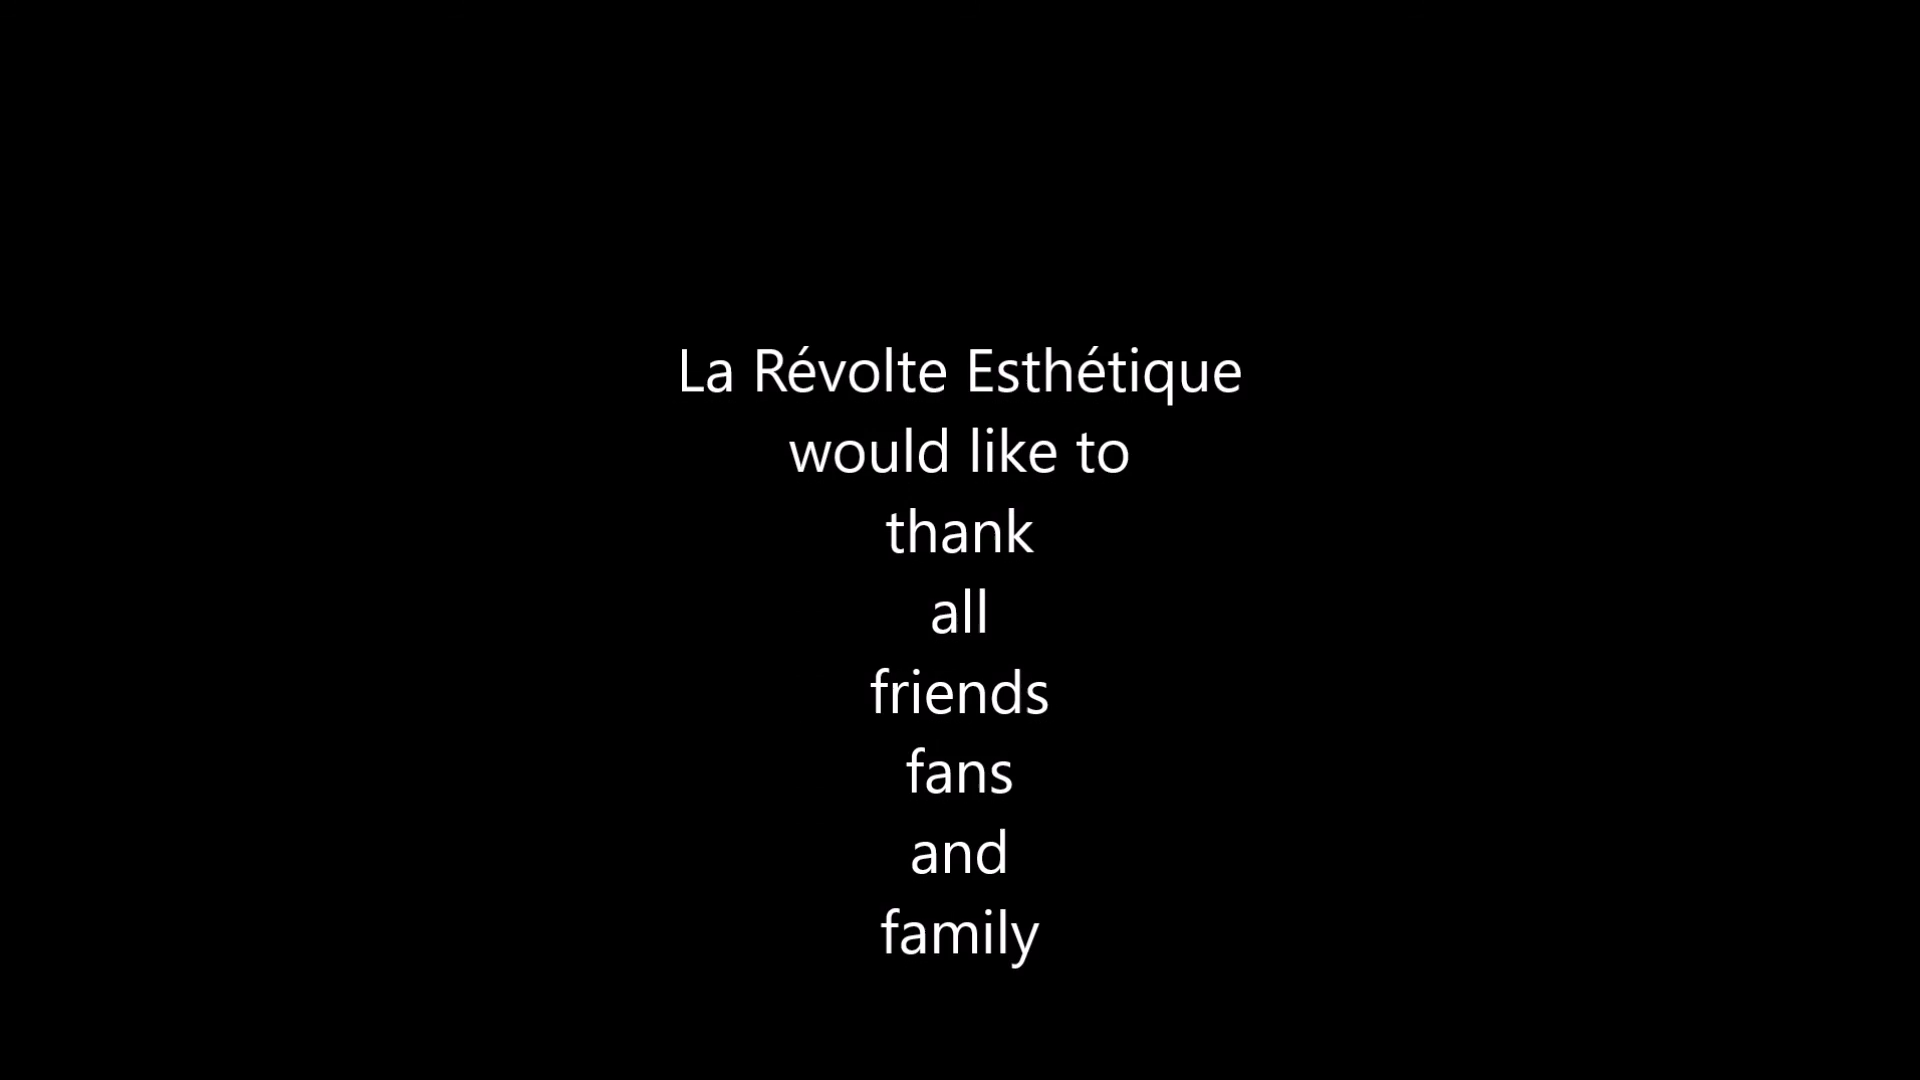 La Révolte Esthétique
would like to
thank
all
friends
fans
and
family